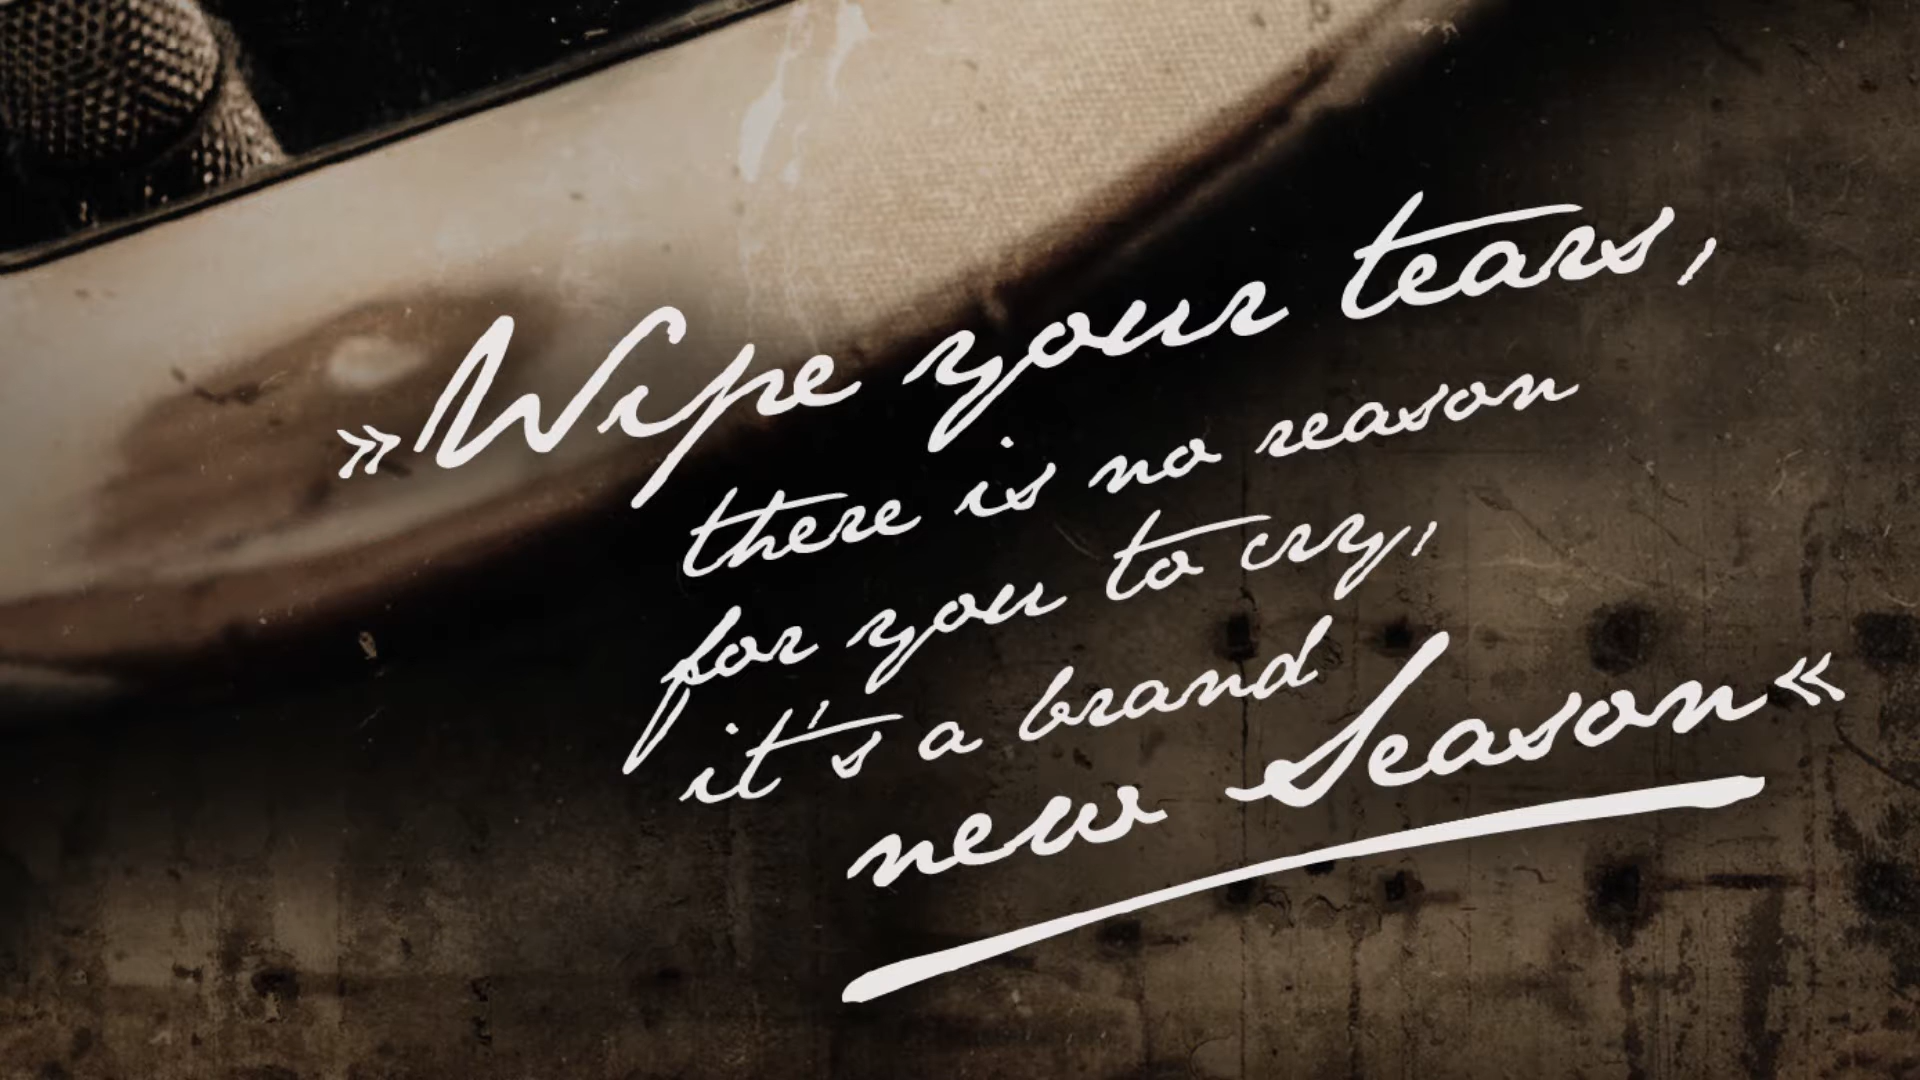 »Wipe your tears,
there is no reason
for you to cry,
it's a brand
new Season«